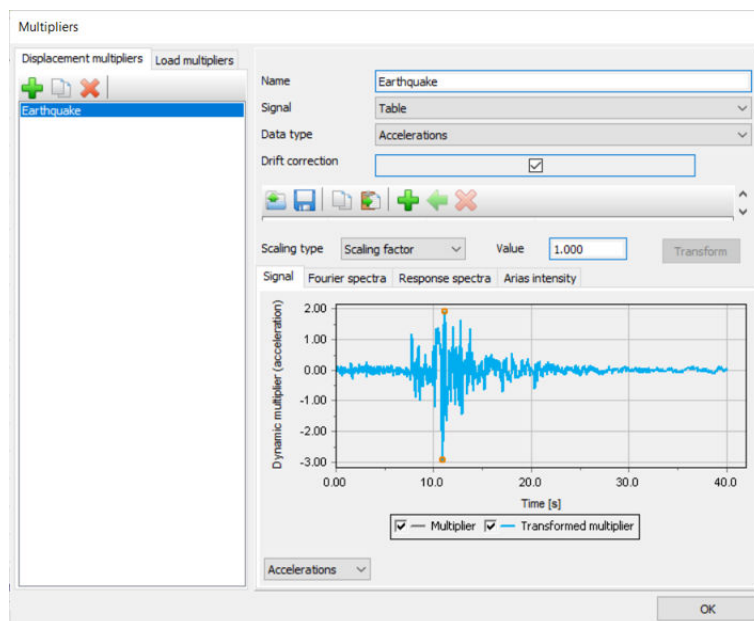 Multipliers
Displacement multipliers Load multipliers
Earthquake
Name Earthquake
Signal Table
Data type Accelerations
Drift correction
Scaling type Scaling factor Value 1.000 Transform
Signal Fourier spectra Response spectra Arias intensity
Dynamic multiplier (acceleration)
2.00
1.00
0.00
-1.00
-2.00
-3.00
0.00 10.0 20.0 30.0 40.0
Time [s]
Multiplier Transformed multiplier
Accelerations
OK